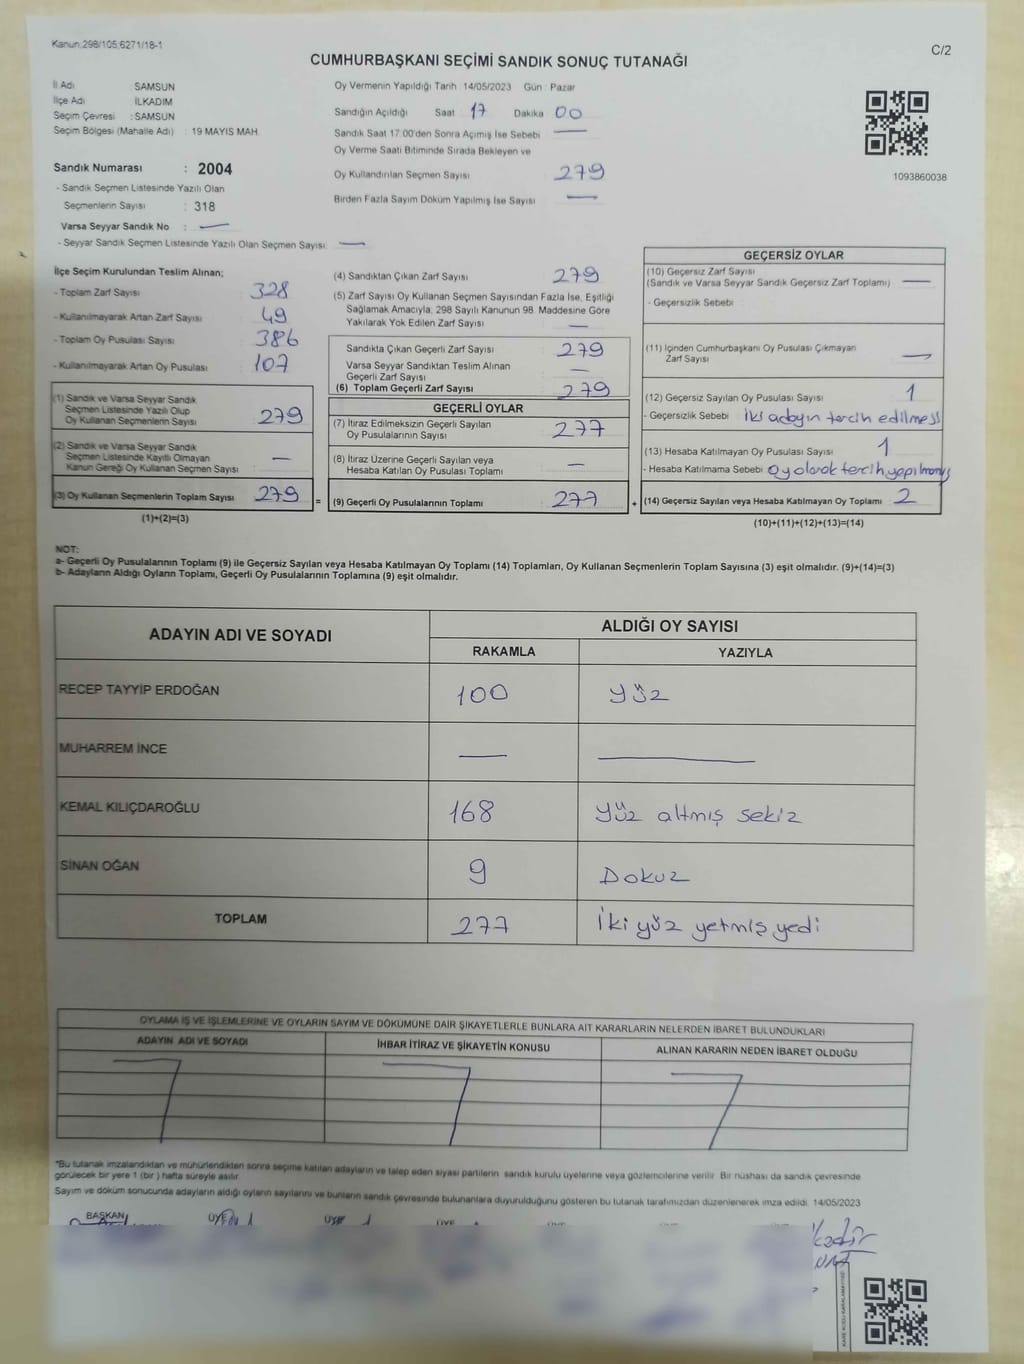 Kanun:298/105,6271/18-1
C/2
CUMHURBAŞKANI SEÇİMİ SANDIK SONUÇ TUTANAĞI
İl Adı : SAMSUN
İlçe Adı : İLKADIM
Seçim Çevresi : SAMSUN
Seçim Bölgesi (Mahalle Adı) : 19 MAYIS MAH.
Sandık Numarası : 2004
- Sandık Seçmen Listesinde Yazılı Olan
Seçmenlerin Sayısı : 318
Varsa Seyyar Sandık No : —
- Seyyar Sandık Seçmen Listesinde Yazılı Olan Seçmen Sayısı : —
Oy Vermenin Yapıldığı Tarih : 14/05/2023 Gün : Pazar
Sandığın Açıldığı Saat 17 Dakika 00
Sandık Saat 17:00'den Sonra Açımış İse Sebebi —
Oy Verme Saati Bitiminde Sırada Bekleyen ve
Oy Kullandırılan Seçmen Sayısı 279
Birden Fazla Sayım Döküm Yapılmış İse Sayısı —
1093860038
İlçe Seçim Kurulundan Teslim Alınan;
- Toplam Zarf Sayısı : 328
- Kullanılmayarak Artan Zarf Sayısı : 49
- Toplam Oy Pusulası Sayısı : 386
- Kullanılmayarak Artan Oy Pusulası : 107
(1) Sandık ve Varsa Seyyar Sandık
Seçmen Listesinde Yazılı Olup
Oy Kullanan Seçmenlerin Sayısı : 279
(2) Sandık ve Varsa Seyyar Sandık
Seçmen Listesinde Kayıtlı Olmayan
Kanun Gereği Oy Kullanan Seçmen Sayısı : —
(3) Oy Kullanan Seçmenlerin Toplam Sayısı : 279 =
(1)+(2)=(3)
(4) Sandıktan Çıkan Zarf Sayısı : 279
(5) Zarf Sayısı Oy Kullanan Seçmen Sayısından Fazla İse, Eşitliği
Sağlamak Amacıyla; 298 Sayılı Kanunun 98. Maddesine Göre
Yakılarak Yok Edilen Zarf Sayısı : —
Sandıkta Çıkan Geçerli Zarf Sayısı : 279
Varsa Seyyar Sandıktan Teslim Alınan
Geçerli Zarf Sayısı : —
(6) Toplam Geçerli Zarf Sayısı : 279
GEÇERLİ OYLAR
(7) İtiraz Edilmeksizin Geçerli Sayılan
Oy Pusulalarının Sayısı : 277
(8) İtiraz Üzerine Geçerli Sayılan veya
Hesaba Katılan Oy Pusulası Toplamı : —
(9) Geçerli Oy Pusulalarının Toplamı : 277 +
GEÇERSİZ OYLAR
(10) Geçersiz Zarf Sayısı
(Sandık ve Varsa Seyyar Sandık Geçersiz Zarf Toplamı) : —
- Geçersizlik Sebebi :
(11) İçinden Cumhurbaşkanı Oy Pusulası Çıkmayan
Zarf Sayısı : —
(12) Geçersiz Sayılan Oy Pusulası Sayısı : 1
- Geçersizlik Sebebi : iki adayın tercih edilmesi
(13) Hesaba Katılmayan Oy Pusulası Sayısı : 1
- Hesaba Katılmama Sebebi : oy olarak tercih yapılmamış
(14) Geçersiz Sayılan veya Hesaba Katılmayan Oy Toplamı : 2
(10)+(11)+(12)+(13)=(14)
NOT:
a- Geçerli Oy Pusulalarının Toplamı (9) ile Geçersiz Sayılan veya Hesaba Katılmayan Oy Toplamı (14) Toplamları, Oy Kullanan Seçmenlerin Toplam Sayısına (3) eşit olmalıdır. (9)+(14)=(3)
b- Adayların Aldığı Oyların Toplamı, Geçerli Oy Pusulalarının Toplamına (9) eşit olmalıdır.
ADAYIN ADI VE SOYADI
ALDIĞI OY SAYISI
RAKAMLA YAZIYLA
RECEP TAYYİP ERDOĞAN 100 yüz
MUHARREM İNCE — —
KEMAL KILIÇDAROĞLU 168 yüz altmış sekiz
SİNAN OĞAN 9 Dokuz
TOPLAM 277 İki yüz yetmiş yedi
OYLAMA İŞ VE İŞLEMLERİNE VE OYLARIN SAYIM VE DÖKÜMÜNE DAİR ŞİKAYETLERLE BUNLARA AİT KARARLARIN NELERDEN İBARET BULUNDUKLARI
ADAYIN ADI VE SOYADI İHBAR İTİRAZ VE ŞİKAYETİN KONUSU ALINAN KARARIN NEDEN İBARET OLDUĞU
*Bu tutanak imzalandıktan ve mühürlendikten sonra seçime katılan adayların ve talep eden siyasi partilerin sandık kurulu üyelerine veya gözlemcilerine verilir. Bir nüshası da sandık çevresinde
görülecek bir yere 1 (bir) hafta süreyle asılır.
Sayım ve döküm sonucunda adayların aldığı oyların sayılarını ve bunların sandık çevresinde bulunanlara duyurulduğunu gösteren bu tutanak tarafımızdan düzenlenerek imza edildi. 14/05/2023
BAŞKAN ÜYE ÜYE ÜYE
Kadir